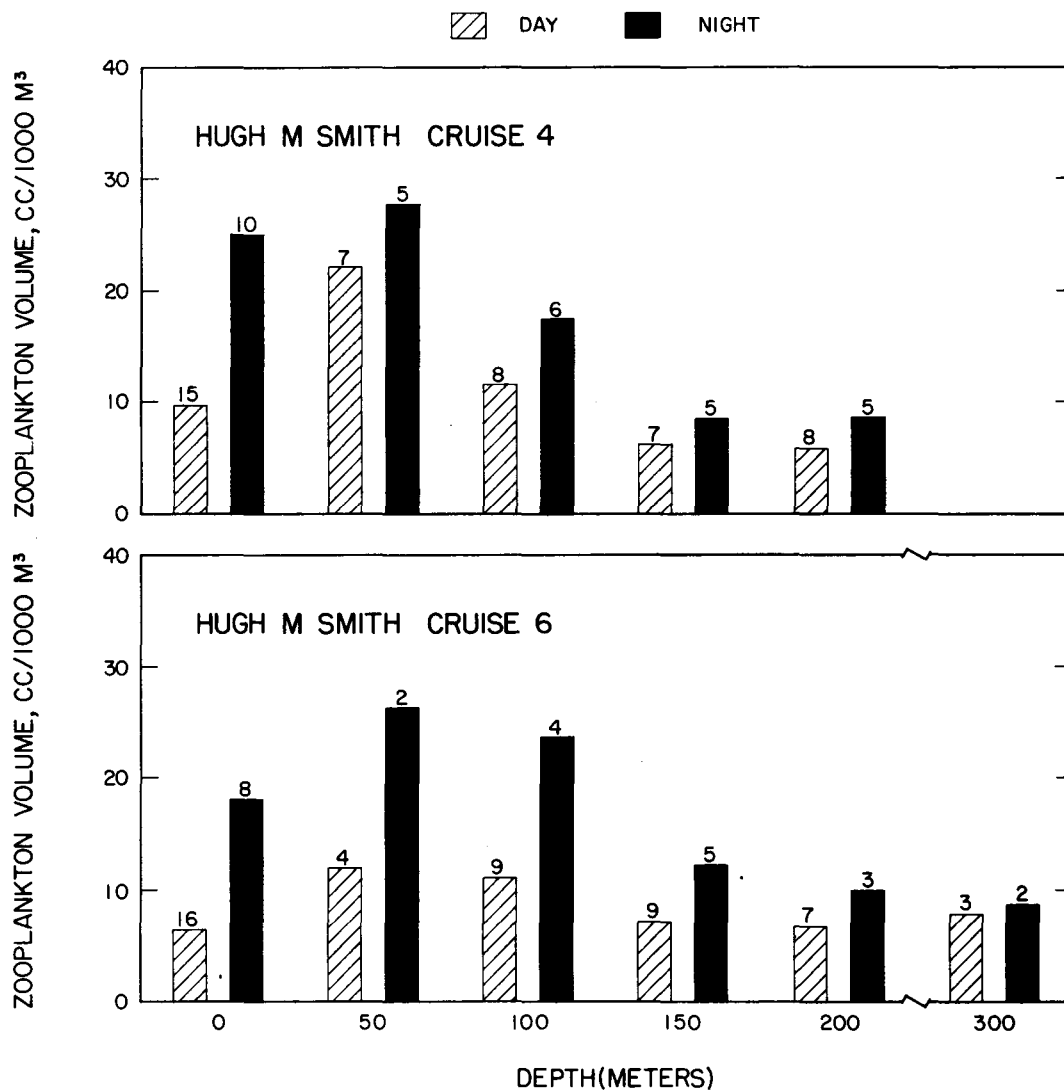 DAY NIGHT
ZOOPLANKTON VOLUME, CC/1000 M³
40
30
20
10
0
HUGH M SMITH CRUISE 4
15 10 7 5 8 6 7 5 8 5
ZOOPLANKTON VOLUME, CC/1000 M³
40
30
20
10
0
HUGH M SMITH CRUISE 6
16 8 4 2 9 4 9 5 7 3 3 2
0 50 100 150 200 300
DEPTH(METERS)